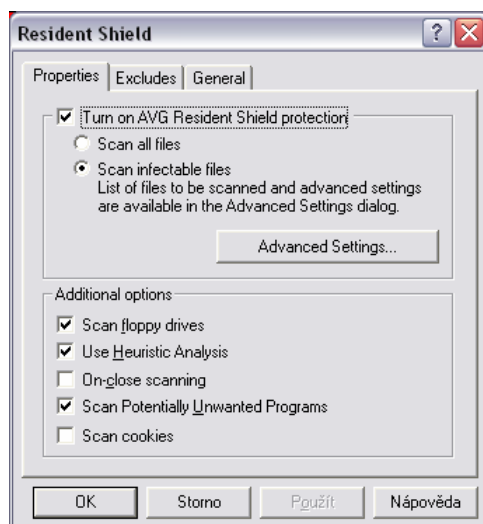 Resident Shield
Properties
Excludes
General
Turn on AVG Resident Shield protection
Scan all files
Scan infectable files
List of files to be scanned and advanced settings
are available in the Advanced Settings dialog.
Advanced Settings...
Additional options
Scan floppy drives
Use Heuristic Analysis
On-close scanning
Scan Potentially Unwanted Programs
Scan cookies
OK
Storno
Použít
Nápověda